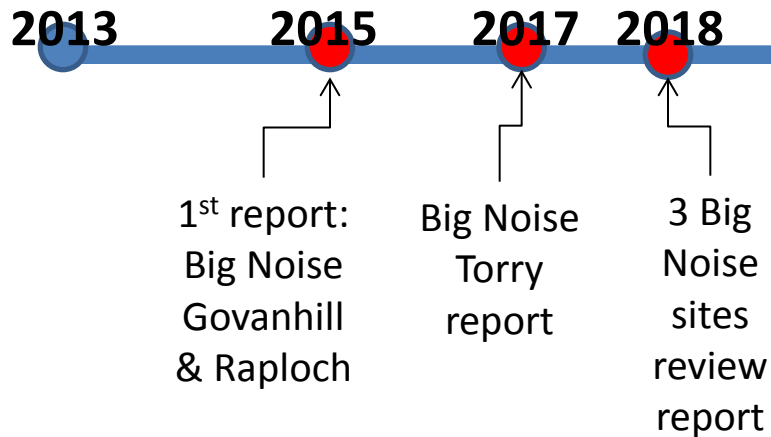 2013 2015 2017 2018
1st report:
Big Noise
Govanhill
& Raploch
Big Noise
Torry
report
3 Big
Noise
sites
review
report